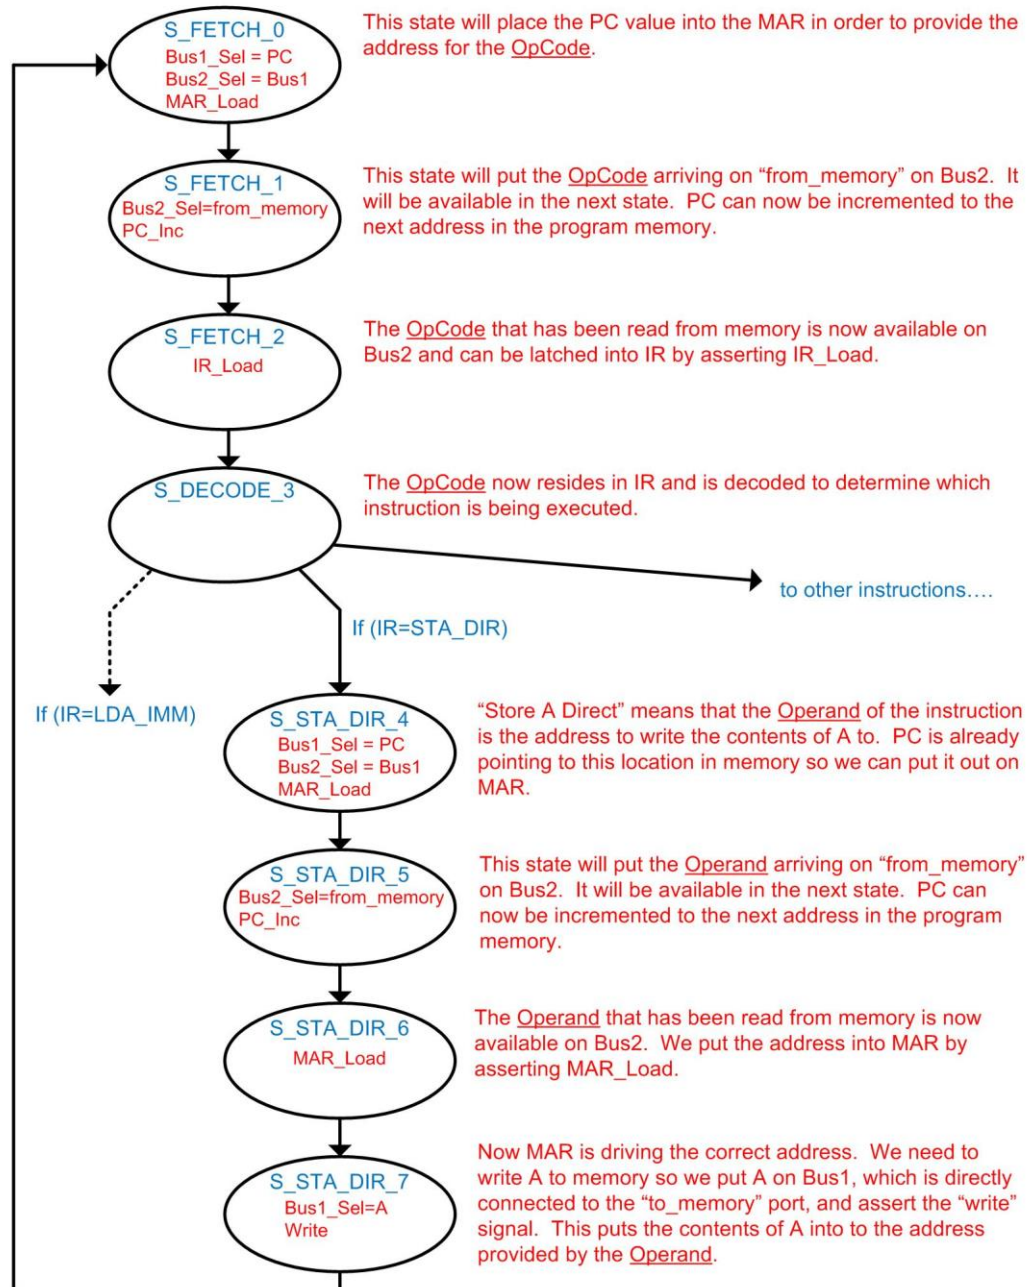 S_FETCH_0
Bus1_Sel = PC
Bus2_Sel = Bus1
MAR_Load
This state will place the PC value into the MAR in order to provide the
address for the OpCode.
S_FETCH_1
Bus2_Sel=from_memory
PC_Inc
This state will put the OpCode arriving on “from_memory” on Bus2.  It
will be available in the next state.  PC can now be incremented to the
next address in the program memory.
S_FETCH_2
IR_Load
The OpCode that has been read from memory is now available on
Bus2 and can be latched into IR by asserting IR_Load.
S_DECODE_3
The OpCode now resides in IR and is decoded to determine which
instruction is being executed.
to other instructions….
If (IR=STA_DIR)
If (IR=LDA_IMM)
S_STA_DIR_4
Bus1_Sel = PC
Bus2_Sel = Bus1
MAR_Load
“Store A Direct” means that the Operand of the instruction
is the address to write the contents of A to.  PC is already
pointing to this location in memory so we can put it out on
MAR.
S_STA_DIR_5
Bus2_Sel=from_memory
PC_Inc
This state will put the Operand arriving on “from_memory”
on Bus2.  It will be available in the next state.  PC can
now be incremented to the next address in the program
memory.
S_STA_DIR_6
MAR_Load
The Operand that has been read from memory is now
available on Bus2.  We put the address into MAR by
asserting MAR_Load.
S_STA_DIR_7
Bus1_Sel=A
Write
Now MAR is driving the correct address.  We need to
write A to memory so we put A on Bus1, which is directly
connected to the “to_memory” port, and assert the “write”
signal.  This puts the contents of A into to the address
provided by the Operand.